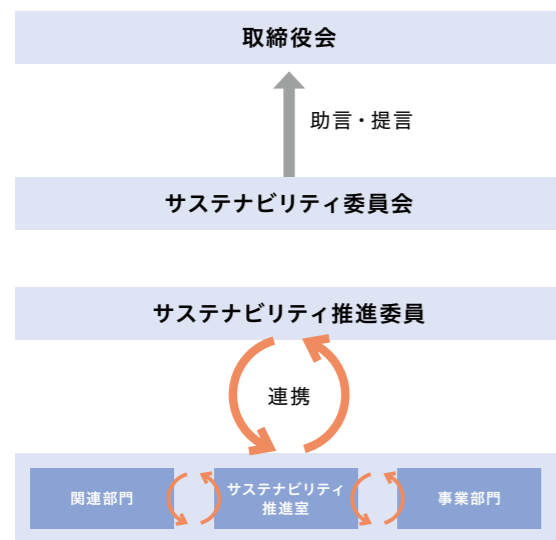 取締役会
助言・提言
サステナビリティ委員会
サステナビリティ推進委員
連携
関連部門
サステナビリティ
推進室
事業部門